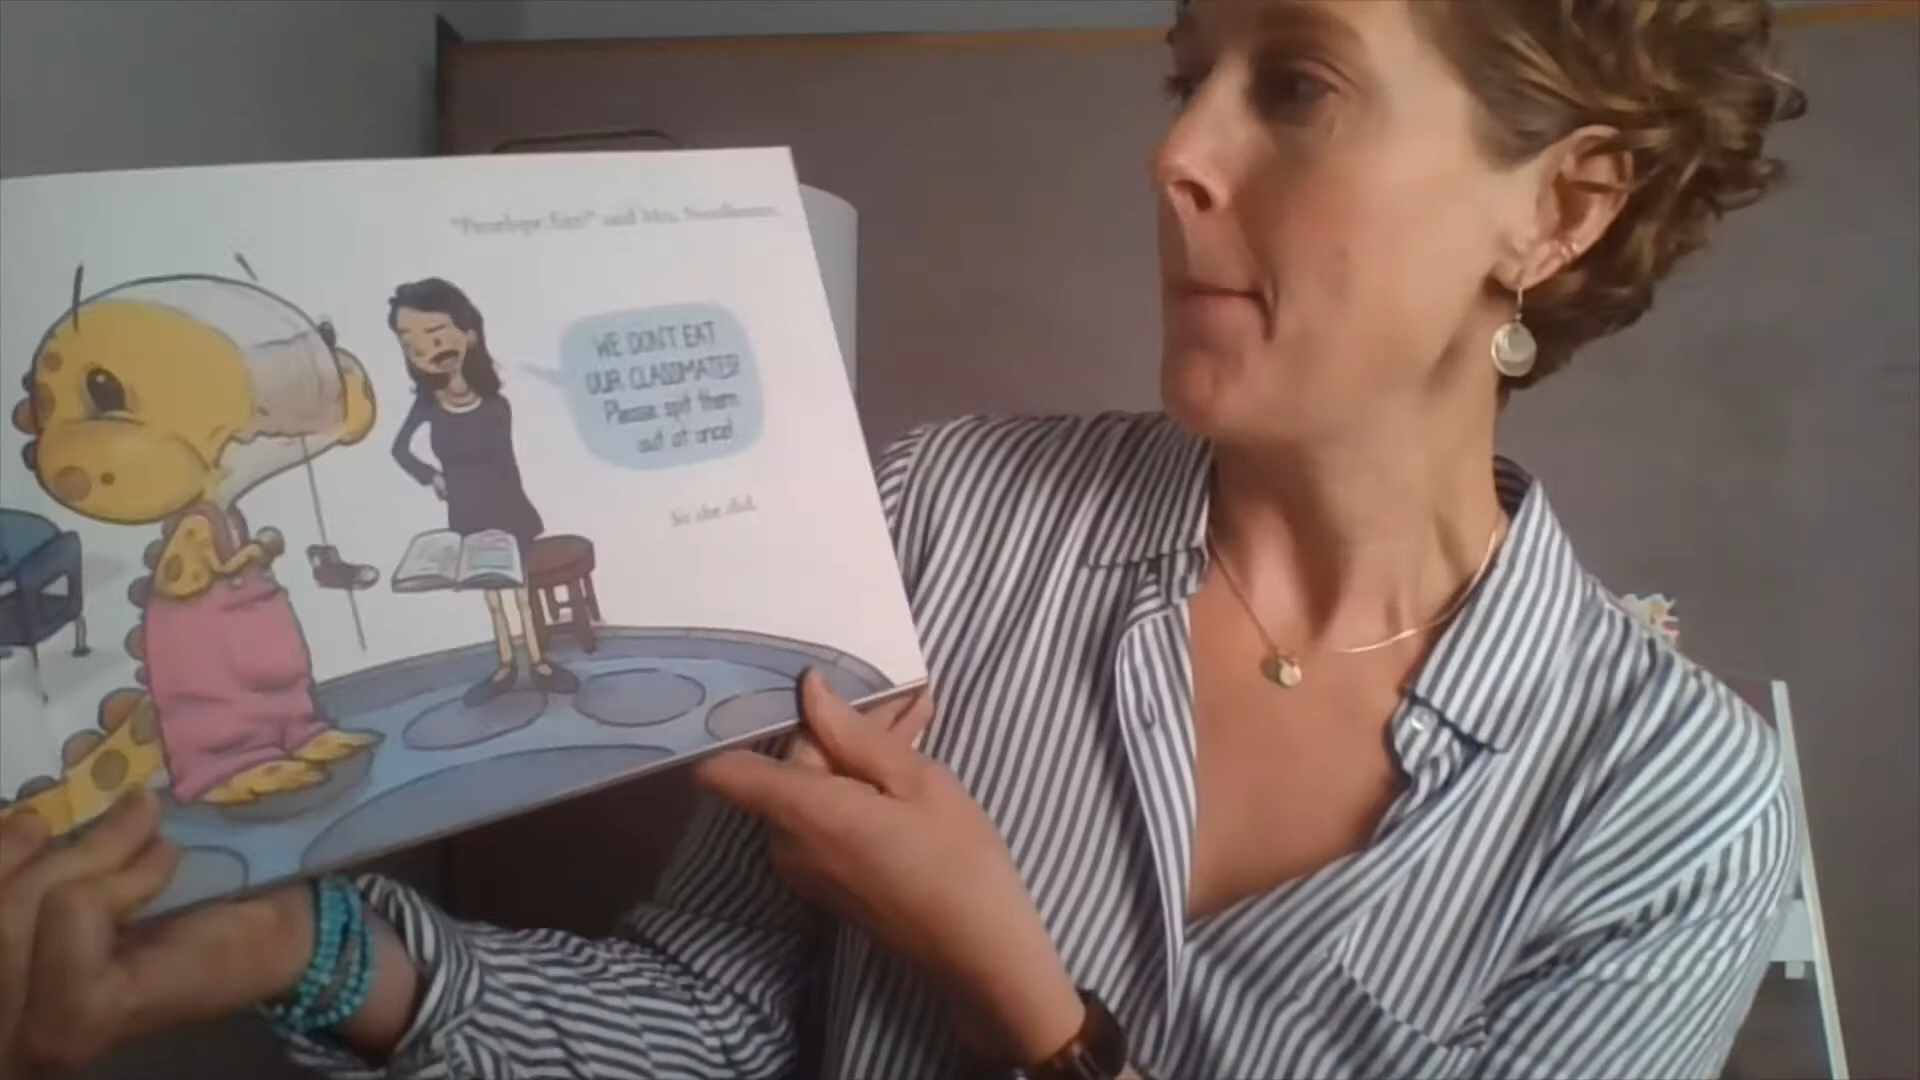 "Penelope Rex!" said Mrs. Noodleman.
WE DON'T EAT
OUR CLASSMATES!
Please spit them
out at once!
So she did.